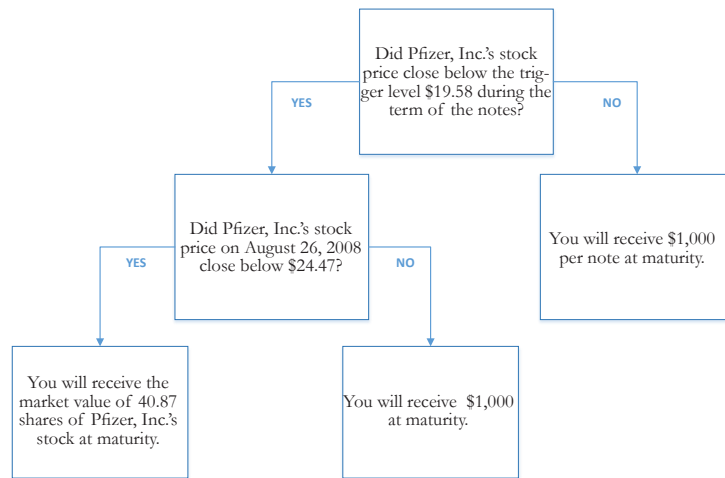 Did Pfizer, Inc.'s stock
price close below the trig-
ger level $19.58 during the
term of the notes?
YES
NO
Did Pfizer, Inc.'s stock
price on August 26, 2008
close below $24.47?
You will receive $1,000
per note at maturity.
YES
NO
You will receive the
market value of 40.87
shares of Pfizer, Inc.'s
stock at maturity.
You will receive $1,000
at maturity.